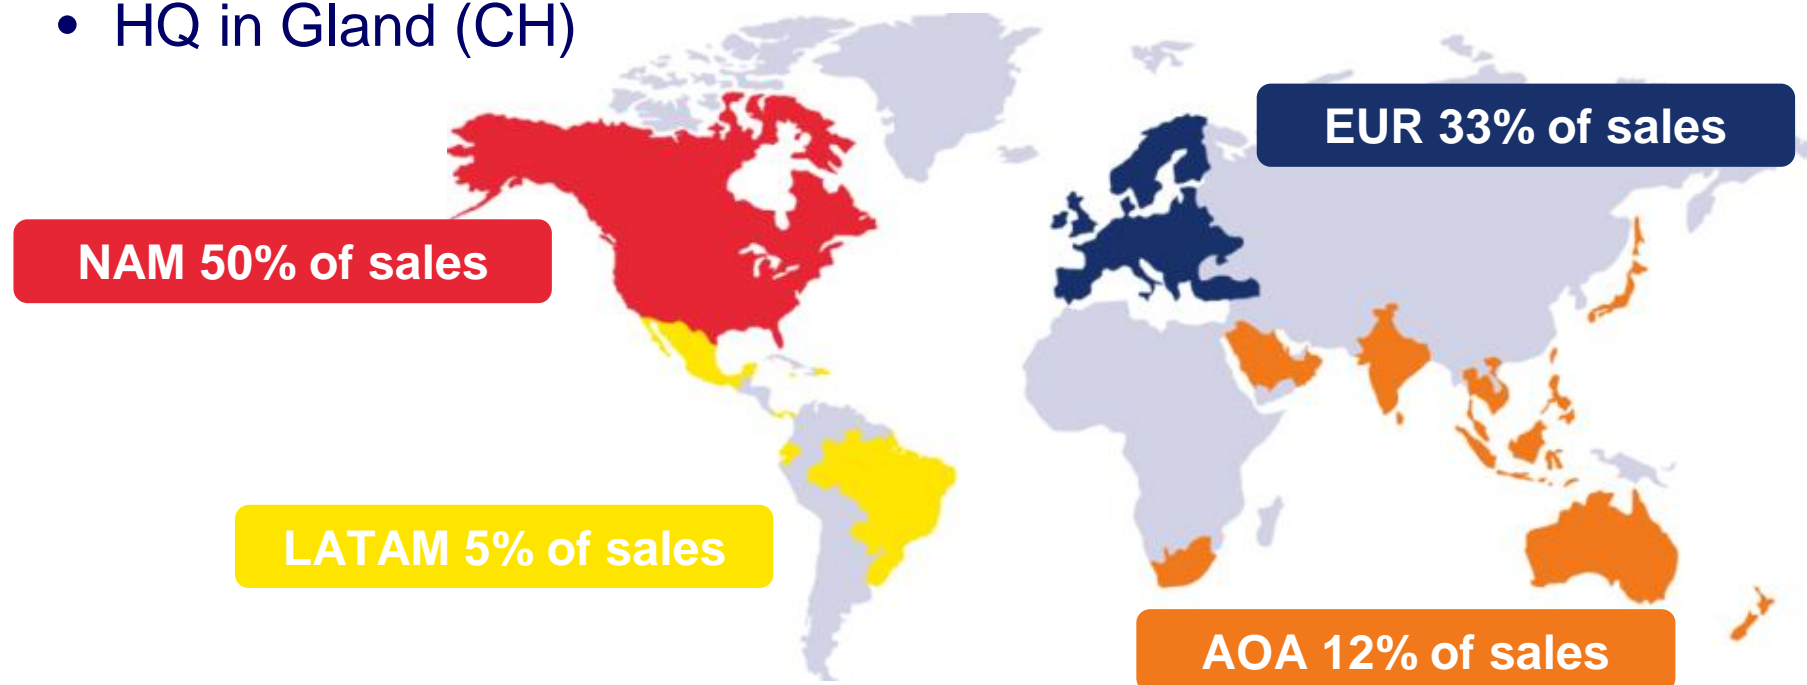 • HQ in Gland (CH)
EUR 33% of sales
NAM 50% of sales
LATAM 5% of sales
AOA 12% of sales